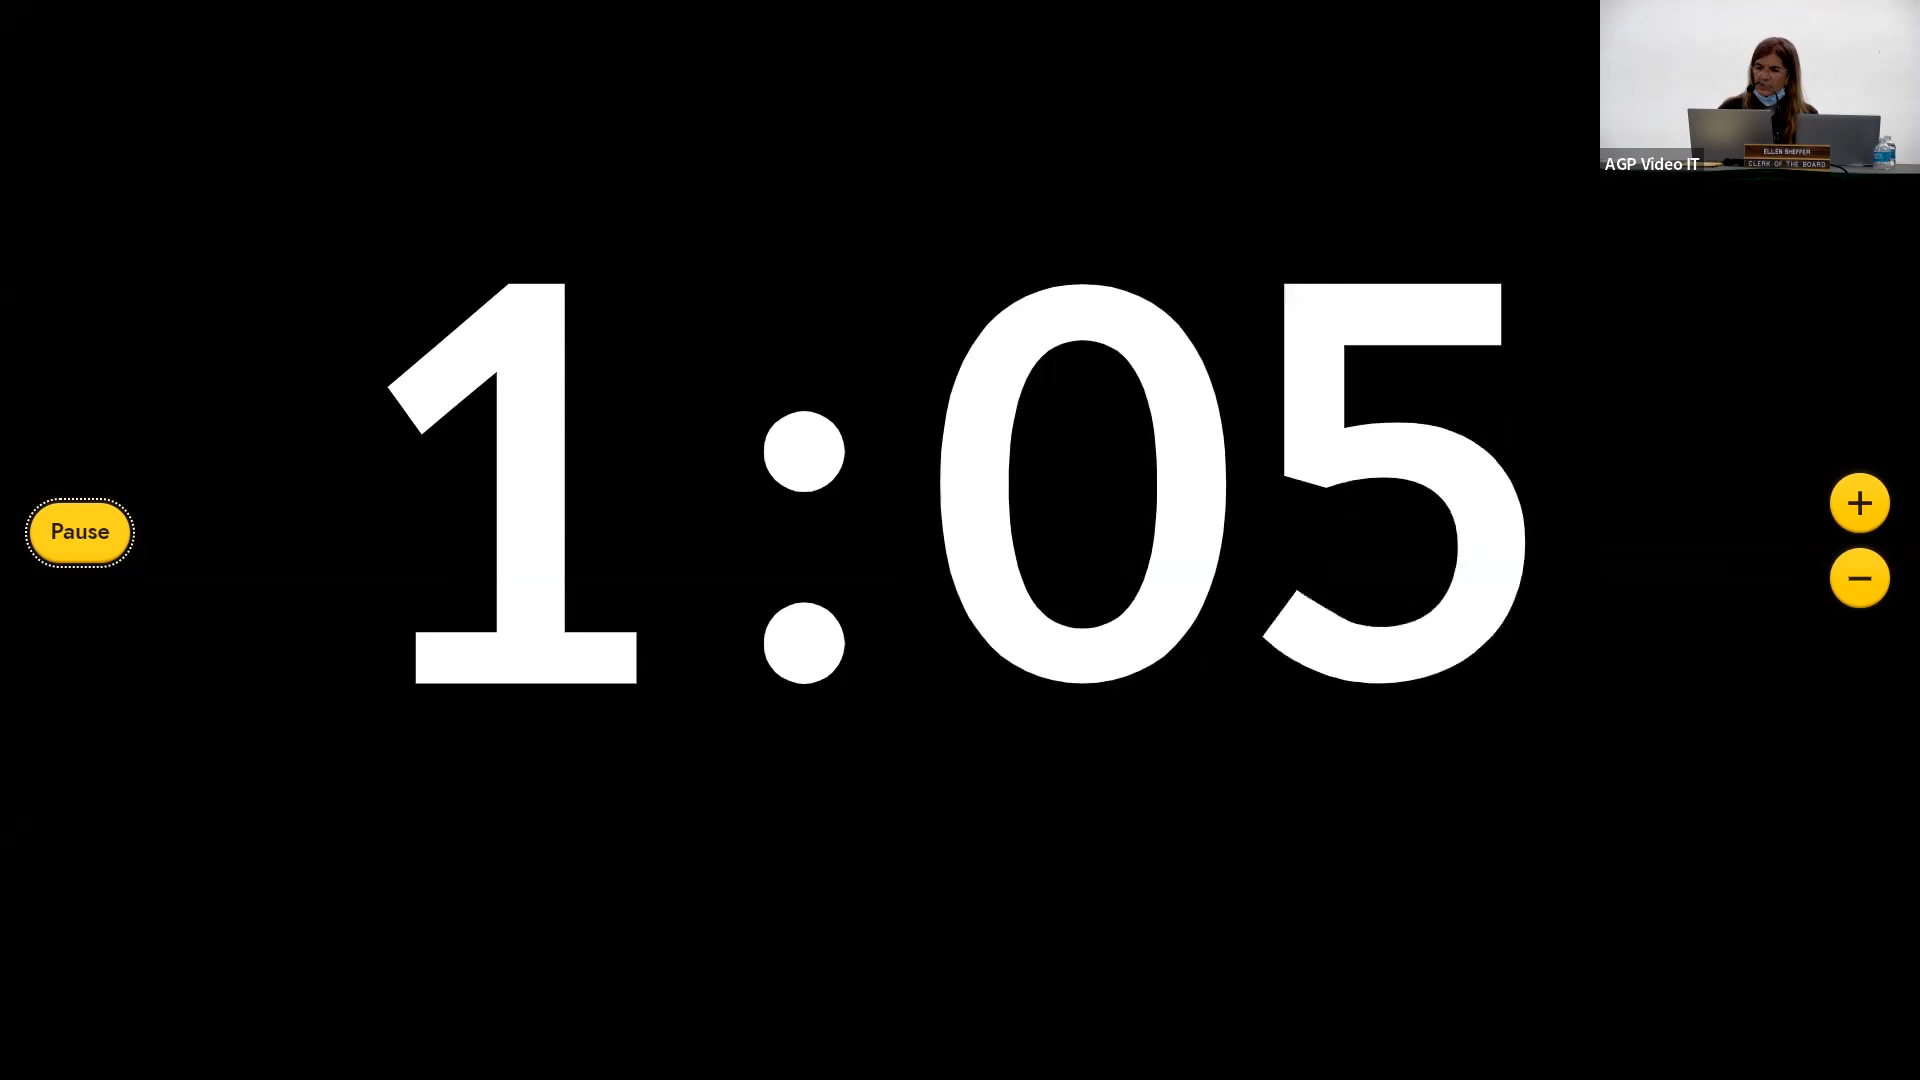 AGP Video IT
ELLEN SHEFFER
CLERK OF THE BOARD
1:05
Pause
+
−